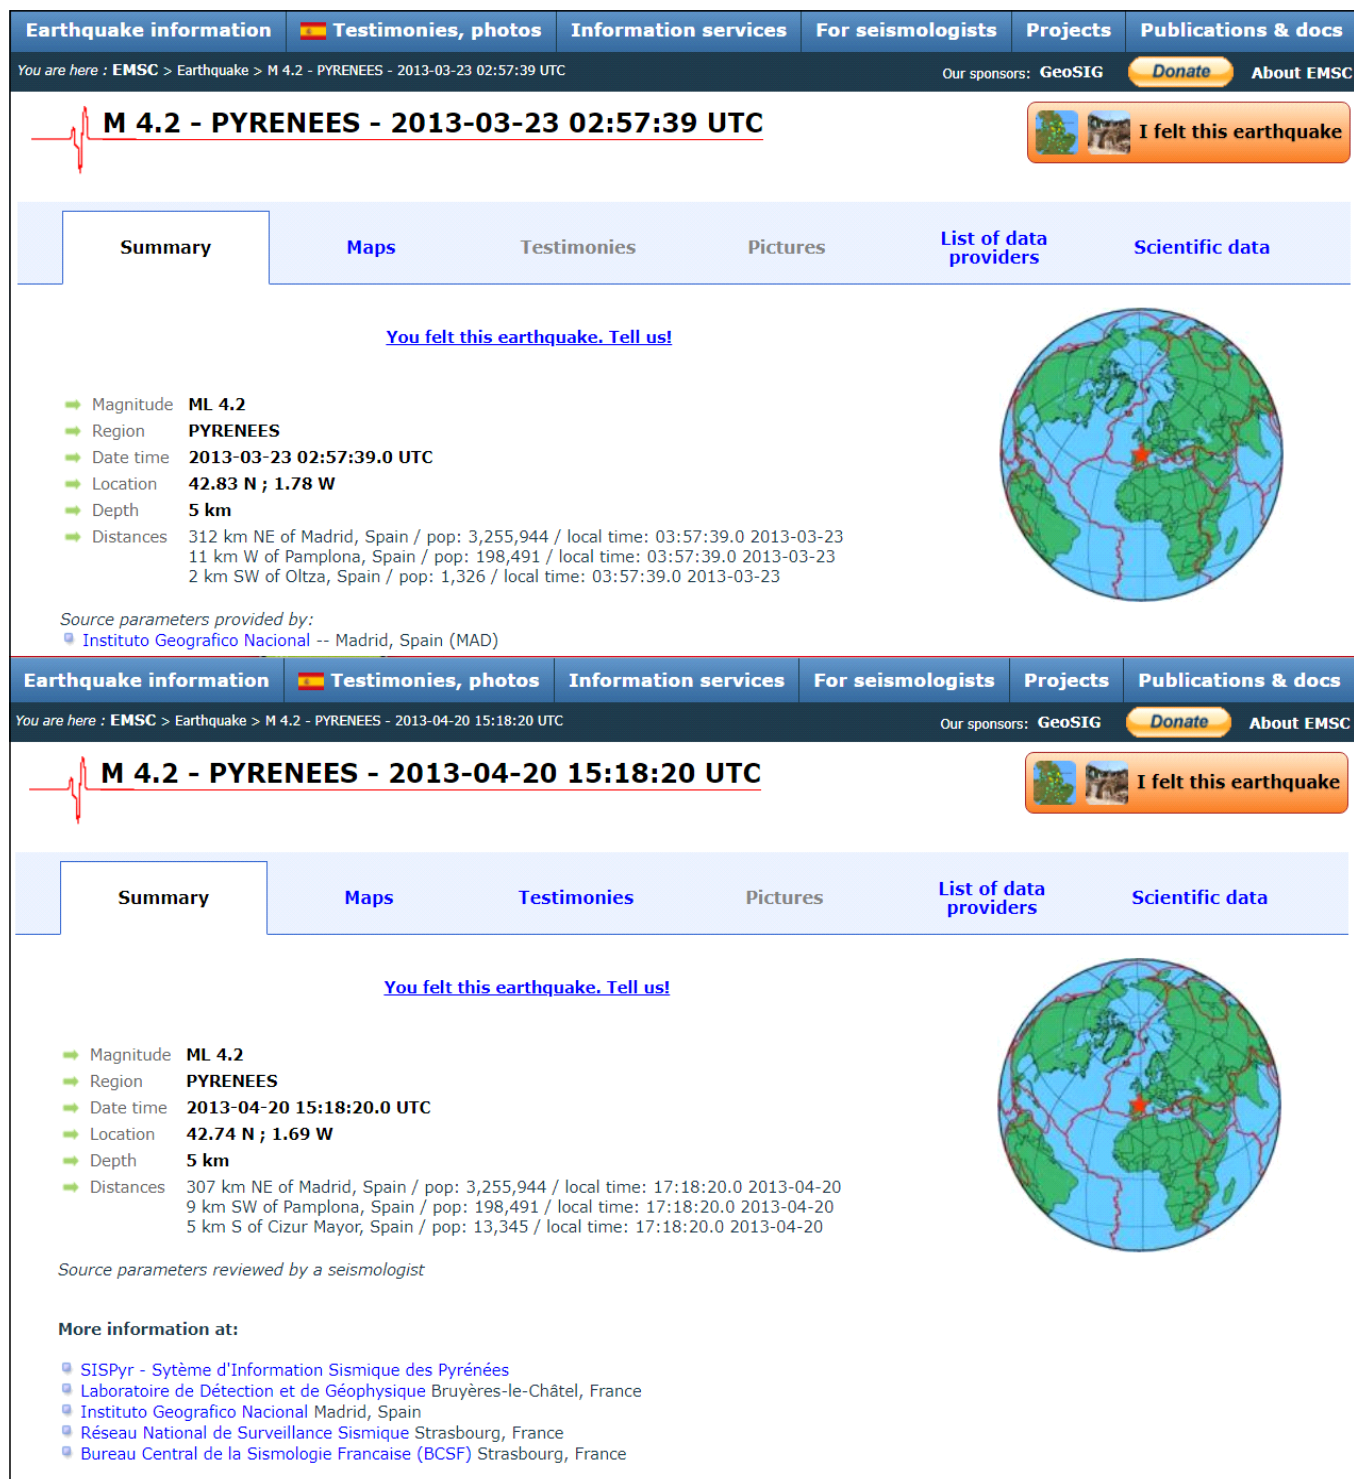 Earthquake information Testimonies, photos Information services For seismologists Projects Publications & docs
You are here : EMSC > Earthquake > M 4.2 - PYRENEES - 2013-03-23 02:57:39 UTC Our sponsors: GeoSIG Donate About EMSC
M 4.2 - PYRENEES - 2013-03-23 02:57:39 UTC I felt this earthquake
Summary Maps Testimonies Pictures List of data providers Scientific data
You felt this earthquake. Tell us!
Magnitude ML 4.2
Region PYRENEES
Date time 2013-03-23 02:57:39.0 UTC
Location 42.83 N ; 1.78 W
Depth 5 km
Distances 312 km NE of Madrid, Spain / pop: 3,255,944 / local time: 03:57:39.0 2013-03-23
11 km W of Pamplona, Spain / pop: 198,491 / local time: 03:57:39.0 2013-03-23
2 km SW of Oltza, Spain / pop: 1,326 / local time: 03:57:39.0 2013-03-23
Source parameters provided by:
Instituto Geografico Nacional -- Madrid, Spain (MAD)
Earthquake information Testimonies, photos Information services For seismologists Projects Publications & docs
You are here : EMSC > Earthquake > M 4.2 - PYRENEES - 2013-04-20 15:18:20 UTC Our sponsors: GeoSIG Donate About EMSC
M 4.2 - PYRENEES - 2013-04-20 15:18:20 UTC I felt this earthquake
Summary Maps Testimonies Pictures List of data providers Scientific data
You felt this earthquake. Tell us!
Magnitude ML 4.2
Region PYRENEES
Date time 2013-04-20 15:18:20.0 UTC
Location 42.74 N ; 1.69 W
Depth 5 km
Distances 307 km NE of Madrid, Spain / pop: 3,255,944 / local time: 17:18:20.0 2013-04-20
9 km SW of Pamplona, Spain / pop: 198,491 / local time: 17:18:20.0 2013-04-20
5 km S of Cizur Mayor, Spain / pop: 13,345 / local time: 17:18:20.0 2013-04-20
Source parameters reviewed by a seismologist
More information at:
SISPyr - Sytème d'Information Sismique des Pyrénées
Laboratoire de Détection et de Géophysique Bruyères-le-Châtel, France
Instituto Geografico Nacional Madrid, Spain
Réseau National de Surveillance Sismique Strasbourg, France
Bureau Central de la Sismologie Francaise (BCSF) Strasbourg, France